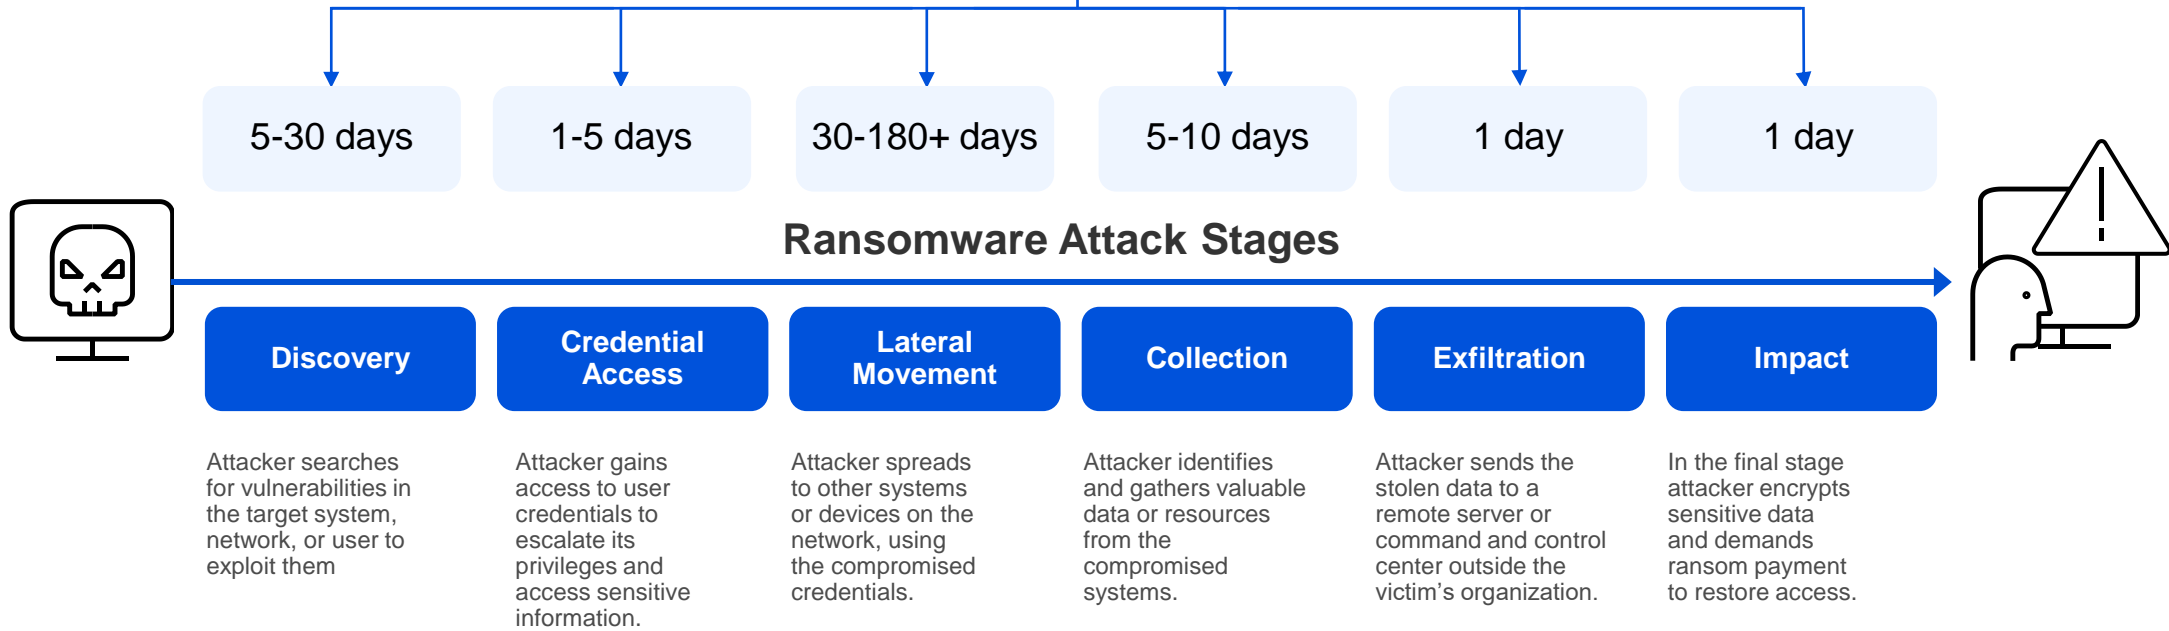 5-30 days
1-5 days
30-180+ days
5-10 days
1 day
1 day
Ransomware Attack Stages
Discovery
Credential
Access
Lateral
Movement
Collection
Exfiltration
Impact
Attacker searches
for vulnerabilities in
the target system,
network, or user to
exploit them
Attacker gains
access to user
credentials to
escalate its
privileges and
access sensitive
information.
Attacker spreads
to other systems
or devices on the
network, using
the compromised
credentials.
Attacker identifies
and gathers valuable
data or resources
from the
compromised
systems.
Attacker sends the
stolen data to a
remote server or
command and control
center outside the
victim’s organization.
In the final stage
attacker encrypts
sensitive data
and demands
ransom payment
to restore access.